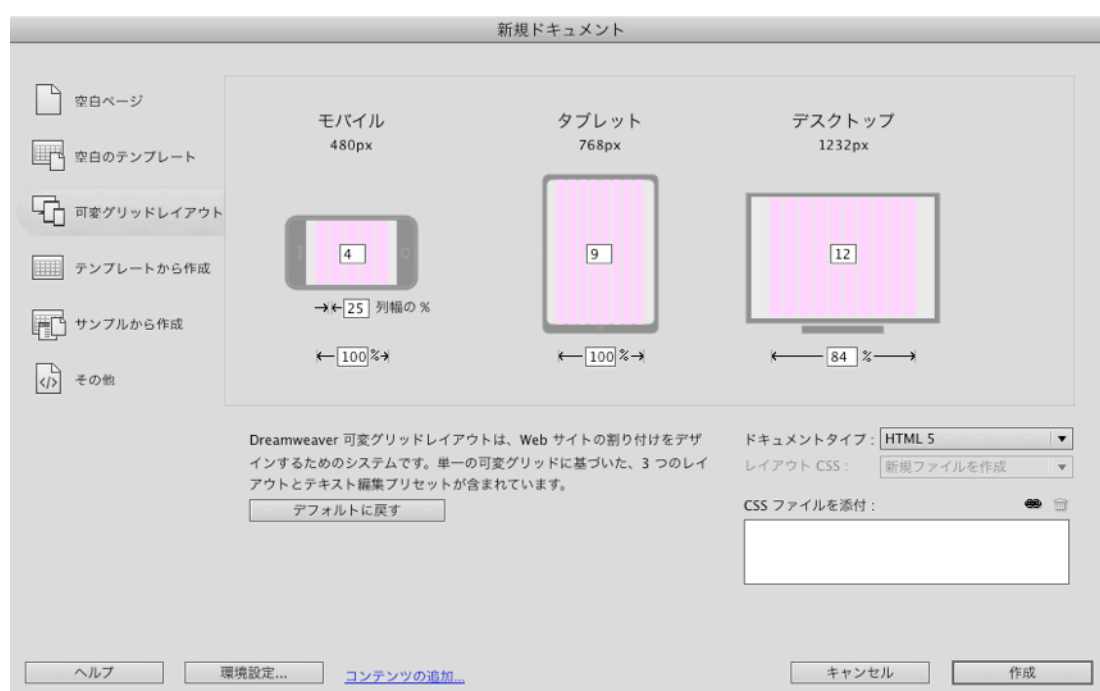 新規ドキュメント
空白ページ
空白のテンプレート
可変グリッドレイアウト
テンプレートから作成
サンプルから作成
その他
モバイル
480px
タブレット
768px
デスクトップ
1232px
4
9
12
25 列幅の %
100 %
100 %
84 %
Dreamweaver 可変グリッドレイアウトは、Web サイトの割り付けをデザ
インするためのシステムです。単一の可変グリッドに基づいた、3 つのレイ
アウトとテキスト編集プリセットが含まれています。
デフォルトに戻す
ドキュメントタイプ : HTML 5
レイアウト CSS : 新規ファイルを作成
CSS ファイルを添付 :
ヘルプ
環境設定...
コンテンツの追加...
キャンセル
作成